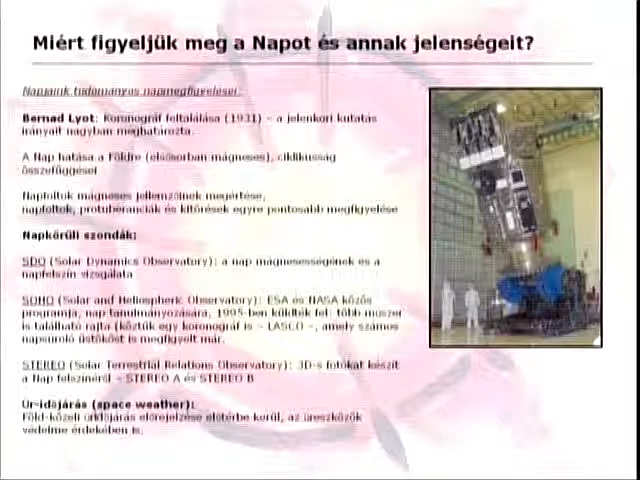 Miért figyeljük meg a Napot és annak jelenségeit?
Napjaink tudományos napmegfigyelései:
Bernad Lyot: Koronográf feltalálása (1931) – a jelenkori kutatás
irányait nagyban meghatározta.
A Nap hatása a Földre (elsősorban mágneses), ciklikusság
összefüggései
Napfoltok mágneses jellemzőinek megértése,
napfoltok, protuberanciák és kitörések egyre pontosabb megfigyelése
Napkörüli szondák:
SDO (Solar Dynamics Observatory): a nap mágnesességének és a
napfelszín vizsgálata
SOHO (Solar and Heliospheric Observatory): ESA és NASA közös
programja, nap tanulmányozására, 1995-ben küldték fel: több műszer
is található rajta (köztük egy koronográf is – LASCO –, amely számos
napsúroló üstököst is megfigyelt már.
STEREO (Solar Terrestrial Relations Observatory): 3D-s fotókat készít
a Nap felszínéről – STEREO A és STEREO B
Űr-időjárás (space weather):
Föld-közeli űridőjárás előrejelzése előtérbe kerül, az űreszközök
védelme érdekében is.